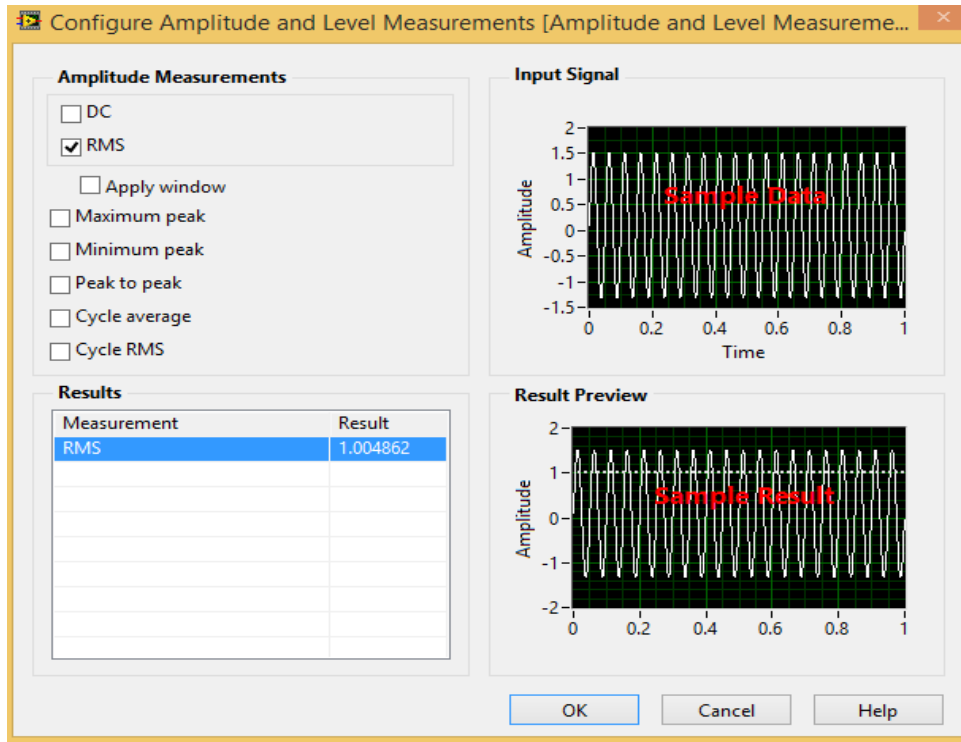 Configure Amplitude and Level Measurements [Amplitude and Level Measureme...
Amplitude Measurements
DC
RMS
Apply window
Maximum peak
Minimum peak
Peak to peak
Cycle average
Cycle RMS
Results
Measurement Result
RMS 1.004862
Input Signal
Amplitude
2
1.5
1
0.5
0
-0.5
-1
-1.5
Sample Data
0 0.2 0.4 0.6 0.8 1
Time
Result Preview
Amplitude
2
1
0
-1
-2
Sample Result
0 0.2 0.4 0.6 0.8 1
OK Cancel Help